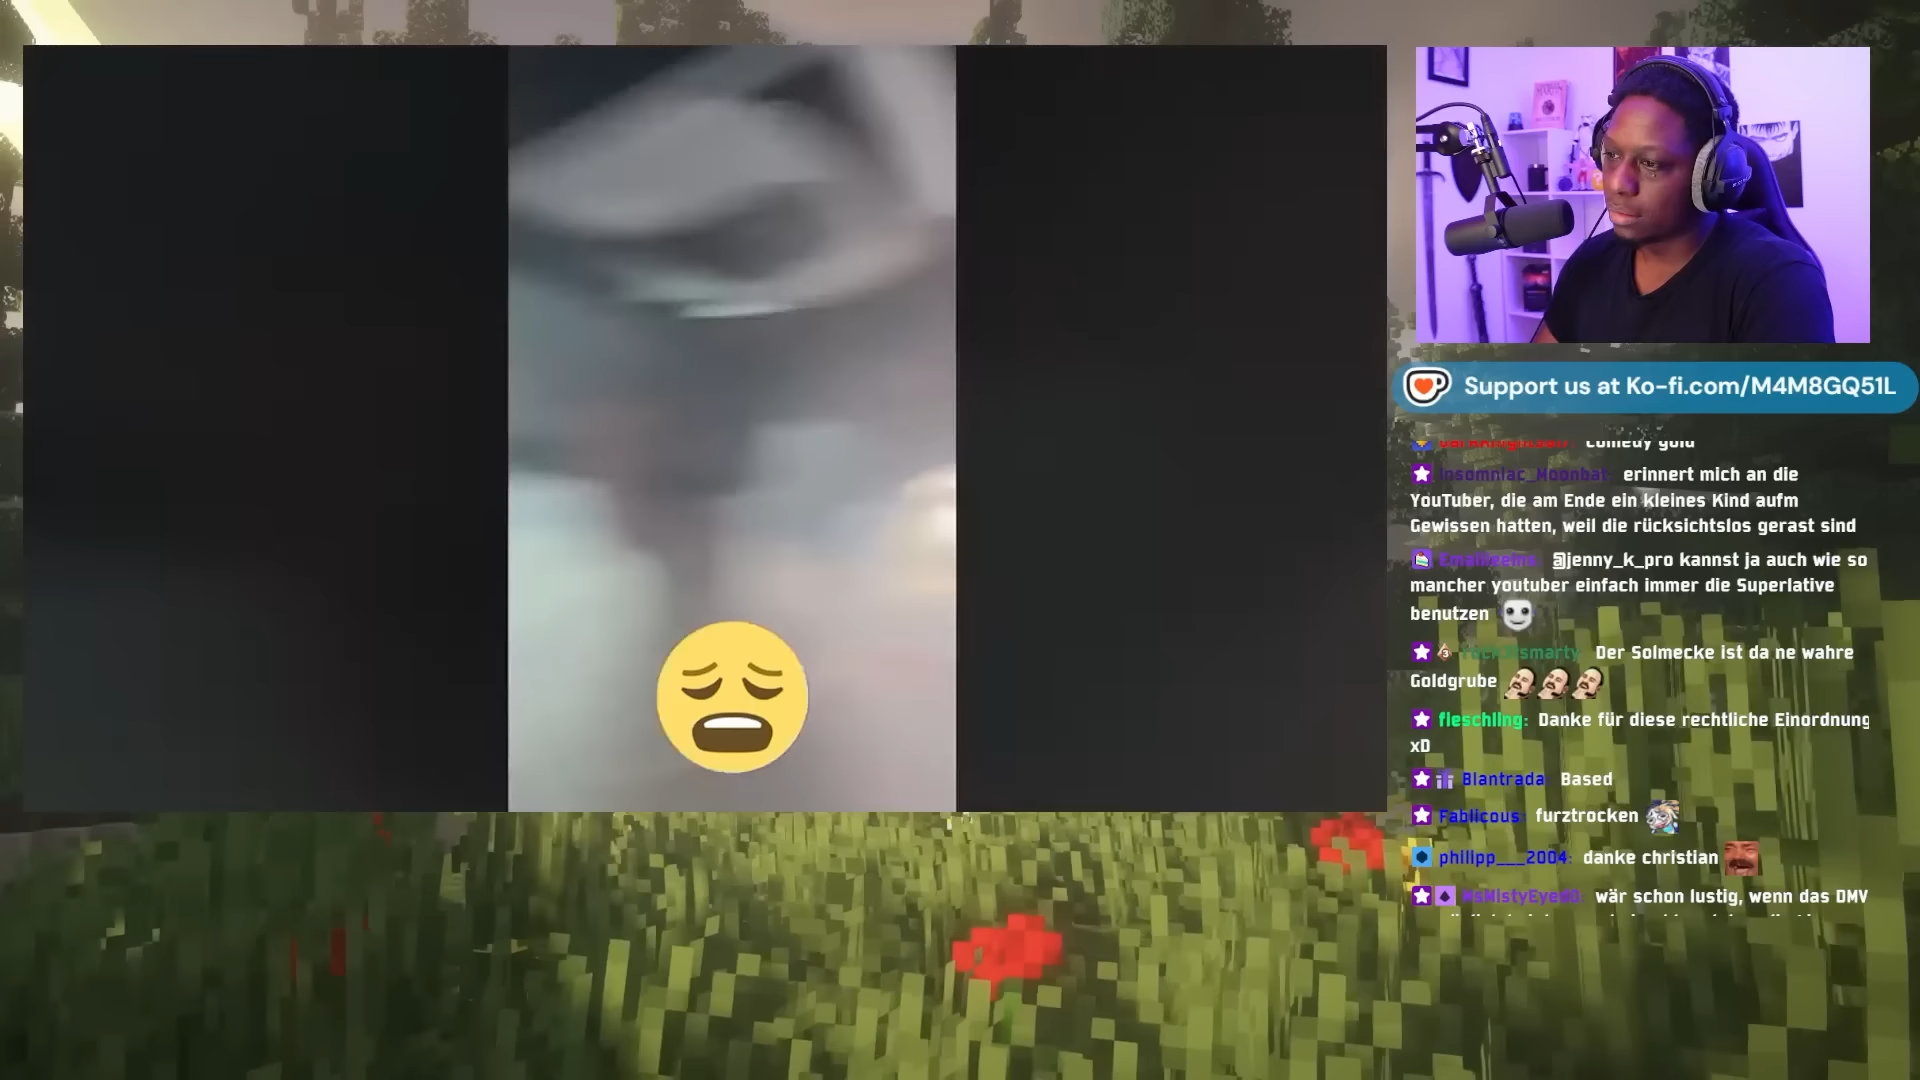 Support us at Ko-fi.com/M4M8GQ51L
comedy gold
Insomniac_Moonbat: erinnert mich an die
YouTuber, die am Ende ein kleines Kind aufm
Gewissen hatten, weil die rücksichtslos gerast sind
@jenny_k_pro kannst ja auch wie so
mancher youtuber einfach immer die Superlative
benutzen
Der Solmecke ist da ne wahre
Goldgrube
fleschling: Danke für diese rechtliche Einordnung
xD
Blantrada Based
Fablicous furztrocken
philipp___2004: danke christian
wär schon lustig, wenn das DMV